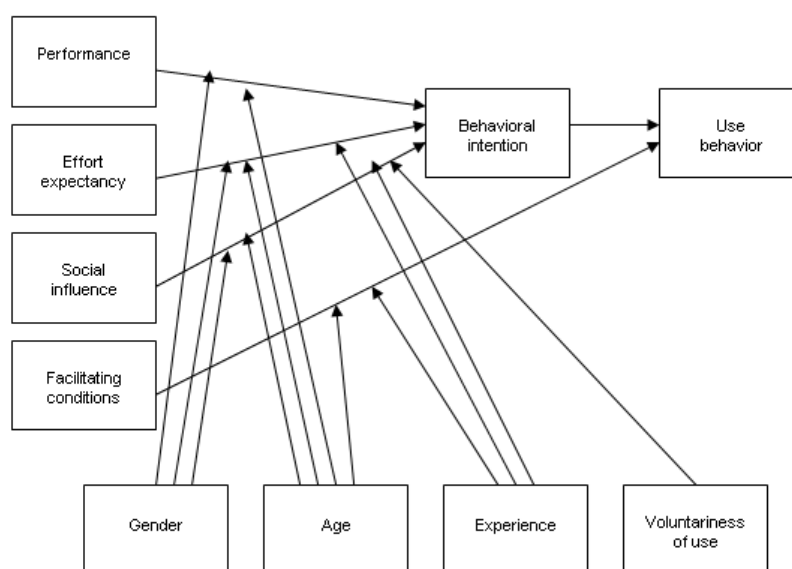 Performance
Effort
expectancy
Social
influence
Facilitating
conditions
Behavioral
intention
Use
behavior
Gender
Age
Experience
Voluntariness
of use